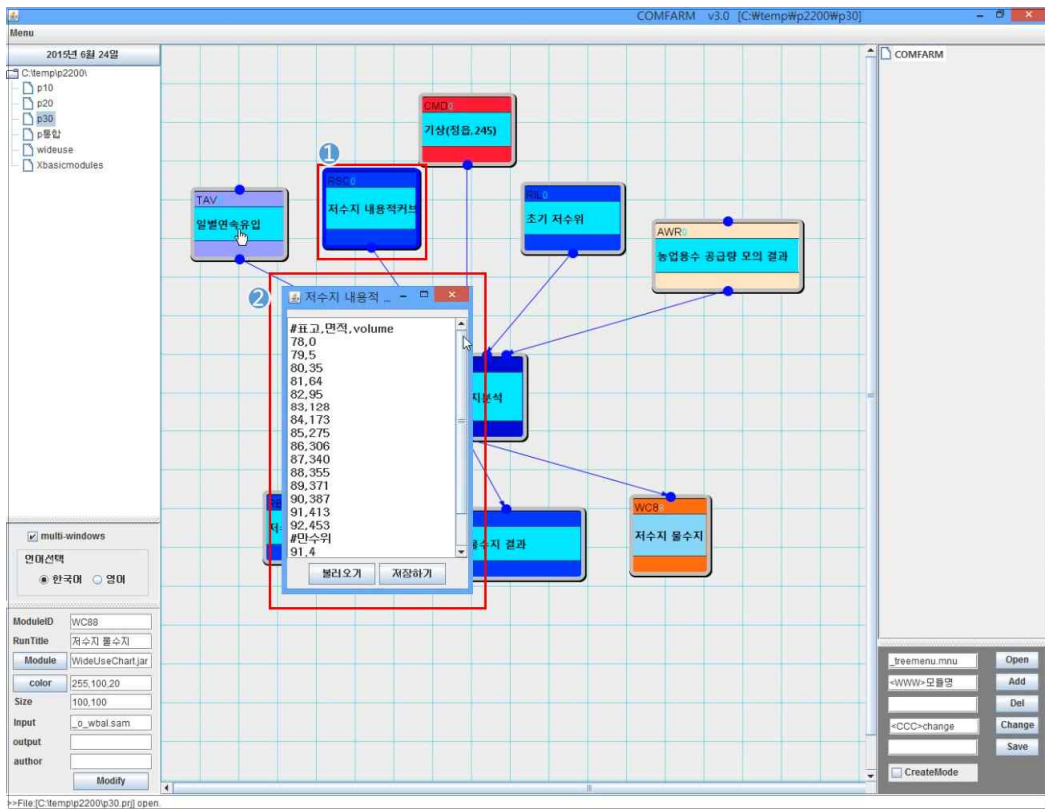 COMFARM v3.0 [C:₩temp₩p2200₩p30]
Menu
2015년 6월 24일
C:\temp\p2200\
p10
p20
p30
p통합
wideuse
Xbasicmodules
COMFARM
CMD0
기상(정읍,245)
1
RSC0
저수지 내용적커브
TAV
일별연속유입
RIL0
초기 저수위
AWR0
농업용수 공급량 모의 결과
2
저수지 내용적 ...
#표고,면적,volume
78,0
79,5
80,35
81,64
82,95
83,128
84,173
85,275
86,306
87,340
88,355
89,371
90,387
91,413
92,453
#만수위
91,4
불러오기 저장하기
지분석
물수지 결과
WC88
저수지 물수지
multi-windows
언어선택
한국어 영어
ModuleID WC88
RunTitle 저수지 물수지
Module WideUseChart.jar
color 255,100,20
Size 100,100
Input _o_wbal.sam
output
author
Modify
_treemenu.mnu Open
<WWW>모듈명 Add
Del
<CCC>change Change
Save
CreateMode
>>File:[C:\temp\p2200\p30.prj] open.